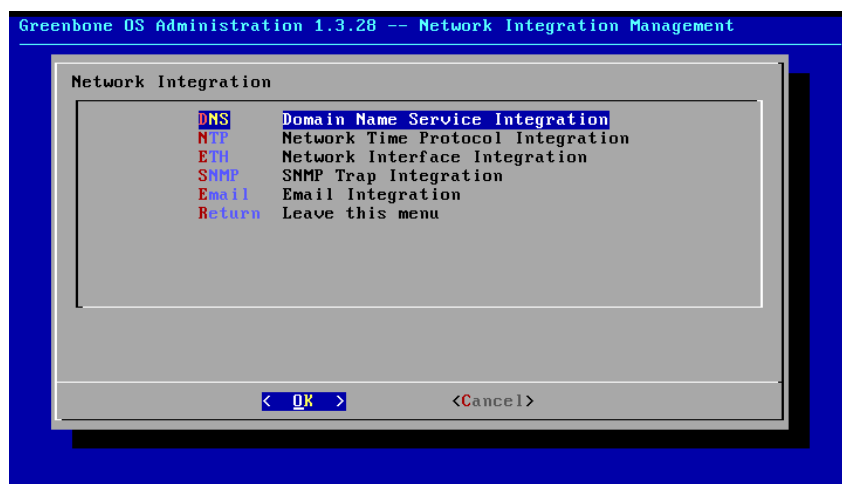 Greenbone OS Administration 1.3.28 -- Network Integration Management
Network Integration
DNS Domain Name Service Integration
NTP Network Time Protocol Integration
ETH Network Interface Integration
SNMP SNMP Trap Integration
Email Email Integration
Return Leave this menu
< OK > <Cancel>